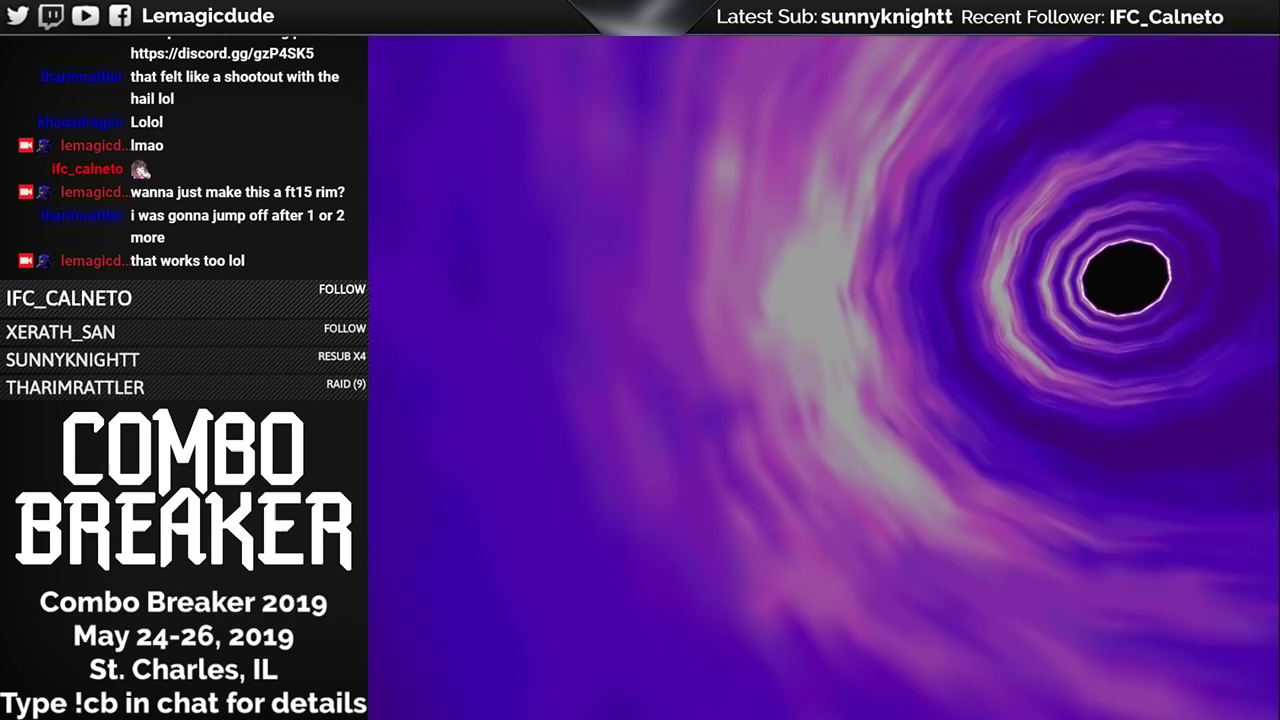 Lemagicdude
Latest Sub: sunnyknightt Recent Follower: IFC_Calneto
https://discord.gg/gzP4SK5
tharimrattler that felt like a shootout with the
hail lol
khaosdragon Lolol
lemagicd... lmao
ifc_calneto
lemagicd... wanna just make this a ft15 rim?
tharimrattler i was gonna jump off after 1 or 2
more
lemagicd... that works too lol
IFC_CALNETO FOLLOW
XERATH_SAN FOLLOW
SUNNYKNIGHTT RESUB X4
THARIMRATTLER RAID (9)
COMBO
BREAKER
Combo Breaker 2019
May 24-26, 2019
St. Charles, IL
Type !cb in chat for details